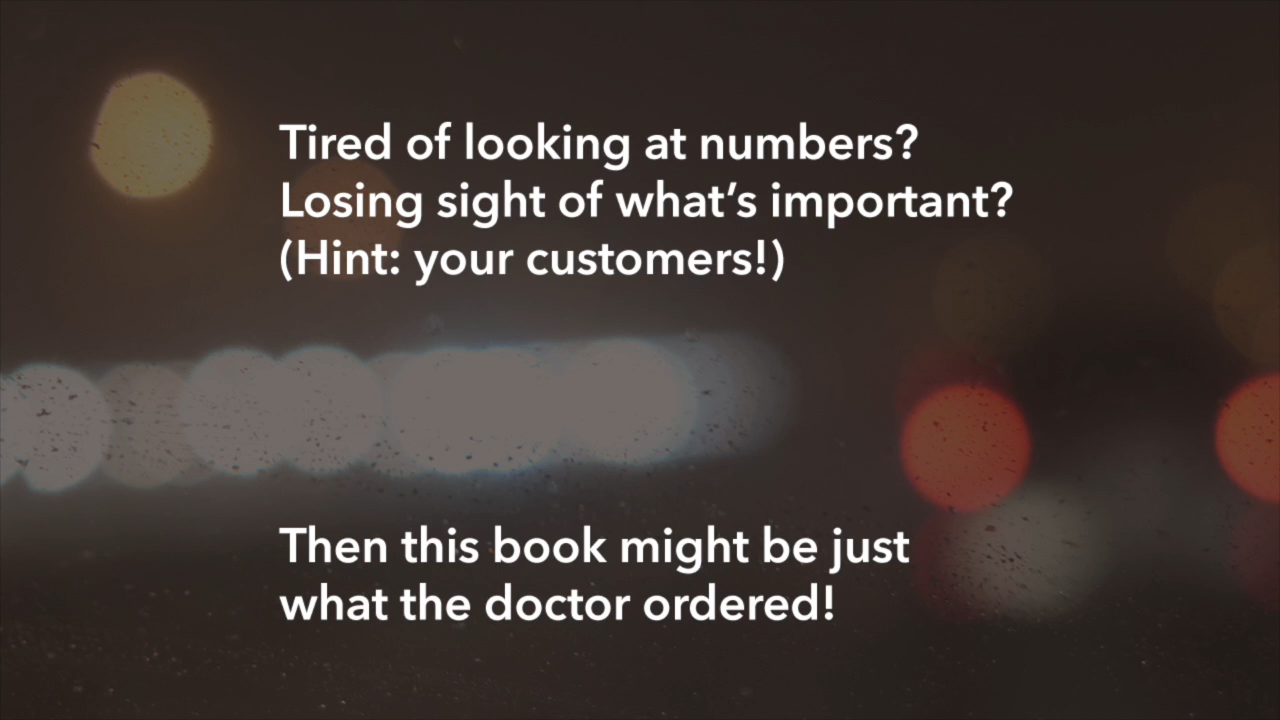 Tired of looking at numbers?
Losing sight of what’s important?
(Hint: your customers!)
Then this book might be just
what the doctor ordered!